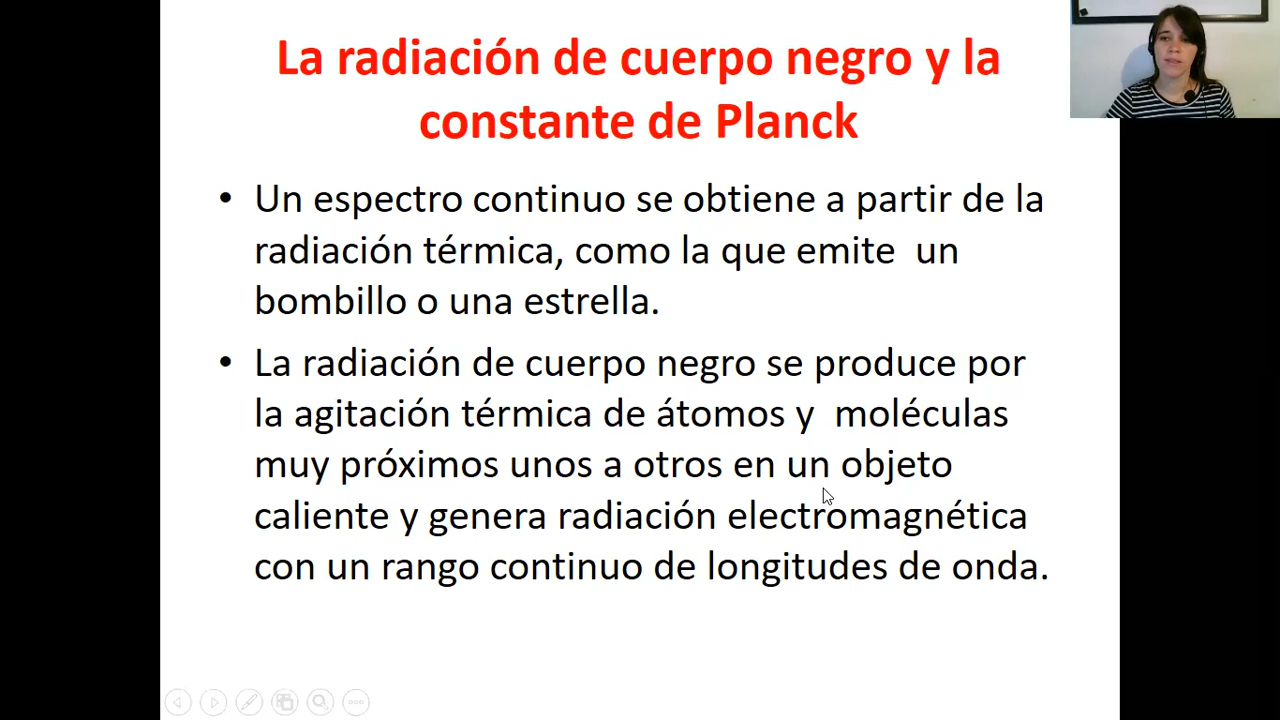 La radiación de cuerpo negro y la
constante de Planck
• Un espectro continuo se obtiene a partir de la
radiación térmica, como la que emite  un
bombillo o una estrella.
• La radiación de cuerpo negro se produce por
la agitación térmica de átomos y  moléculas
muy próximos unos a otros en un objeto
caliente y genera radiación electromagnética
con un rango continuo de longitudes de onda.